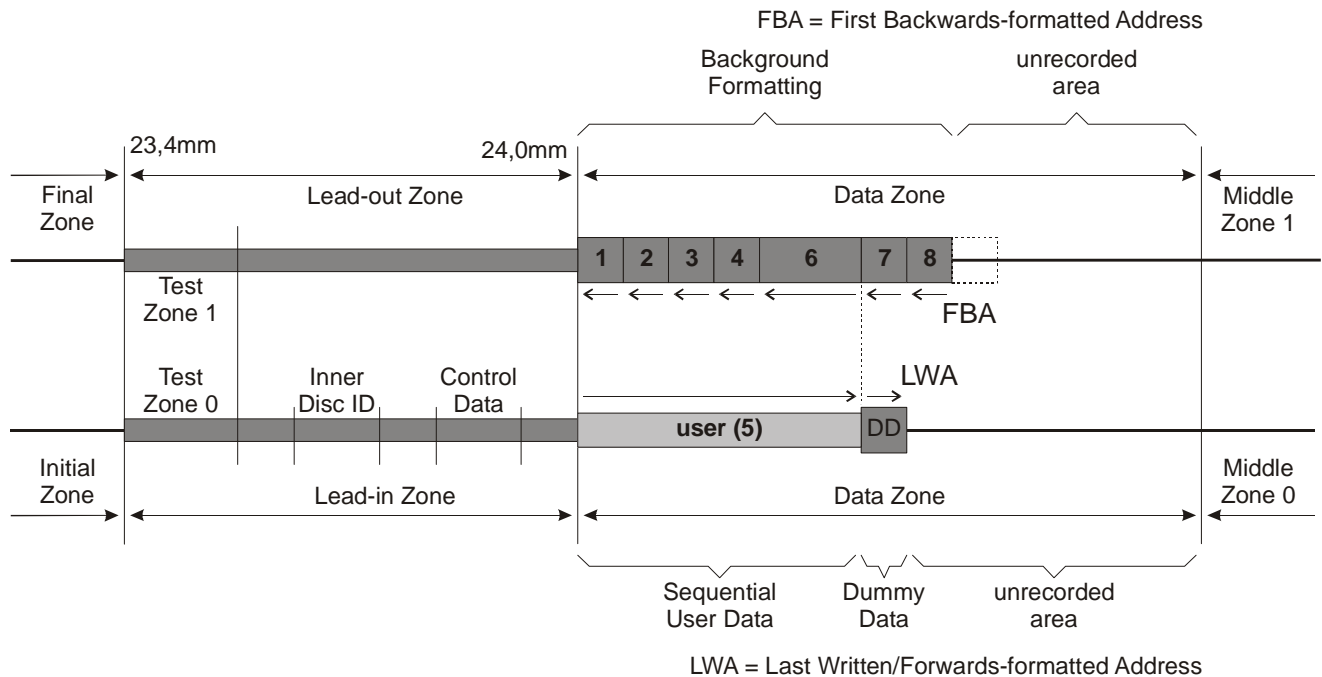 FBA = First Backwards-formatted Address
Background
Formatting
unrecorded
area
23,4mm
24,0mm
Final
Zone
Lead-out Zone
Data Zone
Middle
Zone 1
1 2 3 4 6 7 8
Test
Zone 1
FBA
Test
Zone 0
Inner
Disc ID
Control
Data
LWA
user (5)
DD
Initial
Zone
Lead-in Zone
Data Zone
Middle
Zone 0
Sequential
User Data
Dummy
Data
unrecorded
area
LWA = Last Written/Forwards-formatted Address